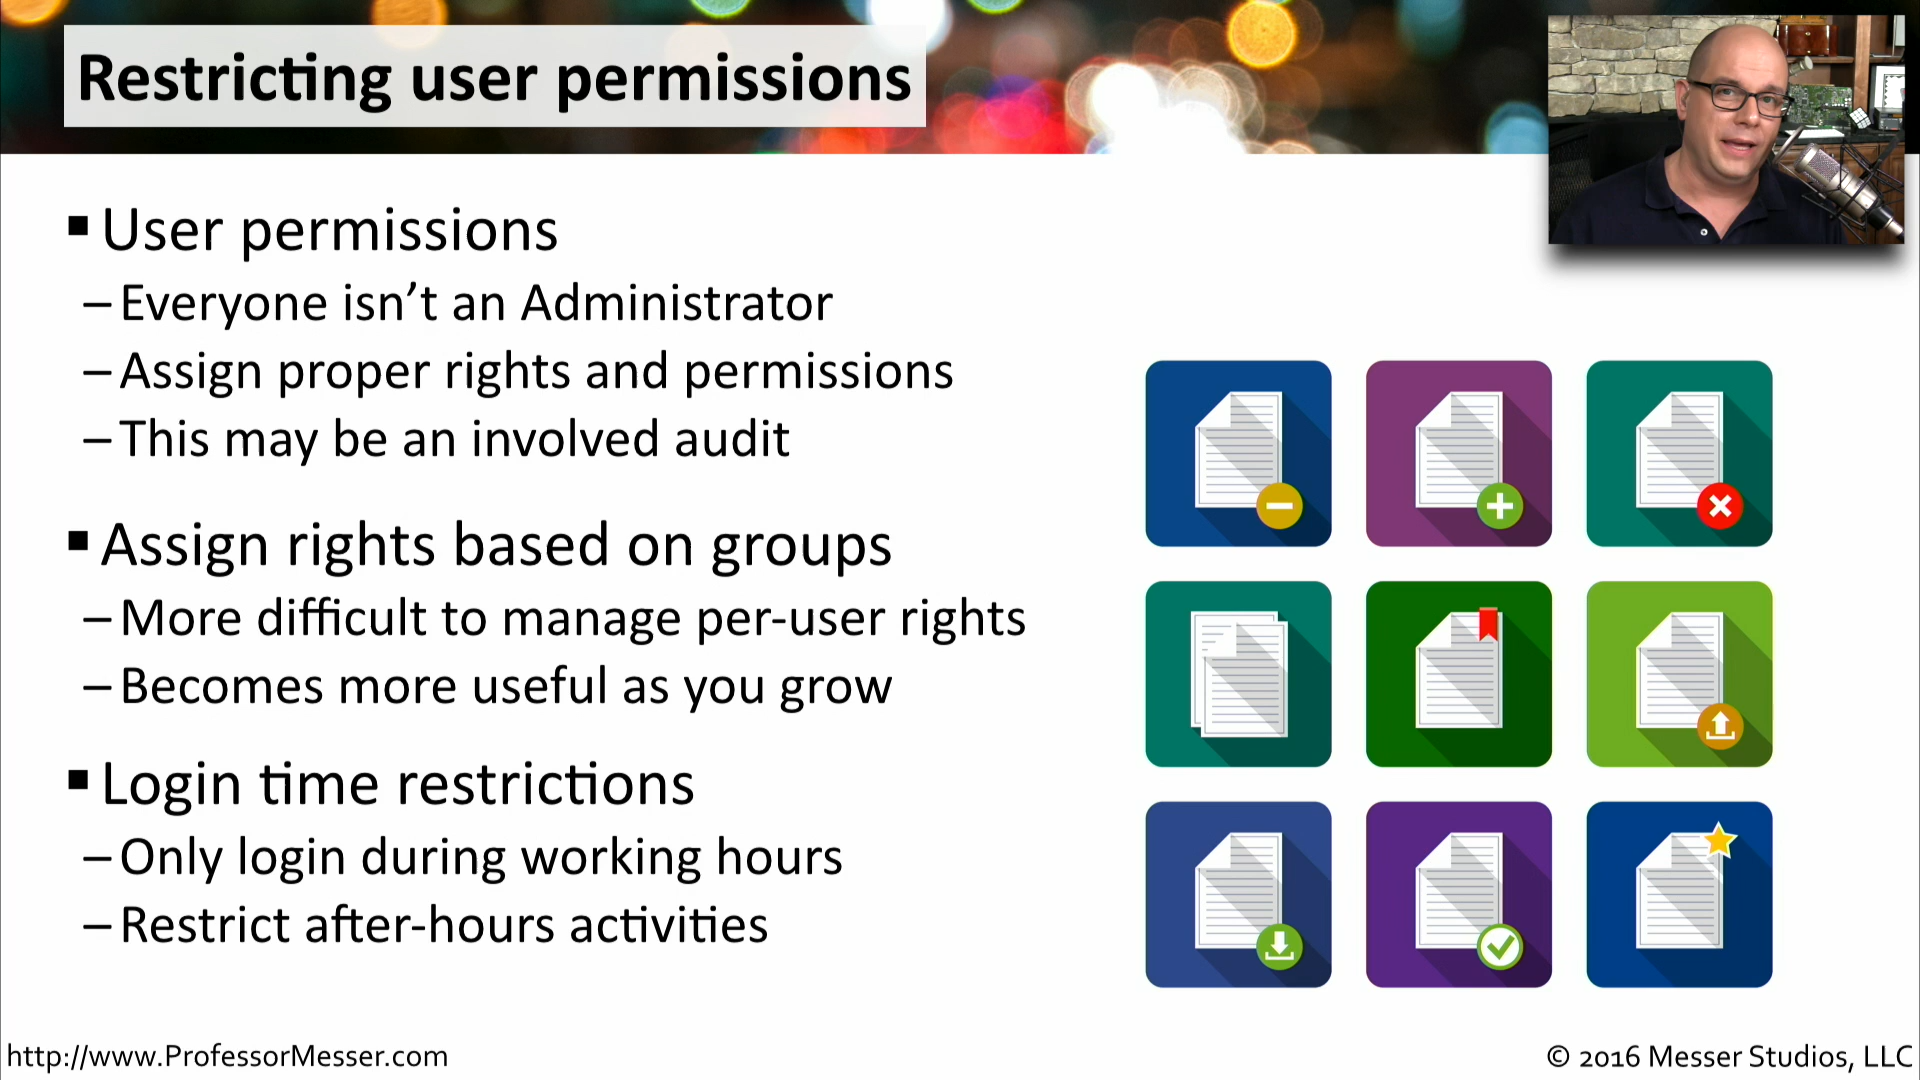 Restricting user permissions
▪ User permissions
– Everyone isn’t an Administrator
– Assign proper rights and permissions
– This may be an involved audit
▪ Assign rights based on groups
– More difficult to manage per-user rights
– Becomes more useful as you grow
▪ Login time restrictions
– Only login during working hours
– Restrict after-hours activities
http://www.ProfessorMesser.com
© 2016 Messer Studios, LLC